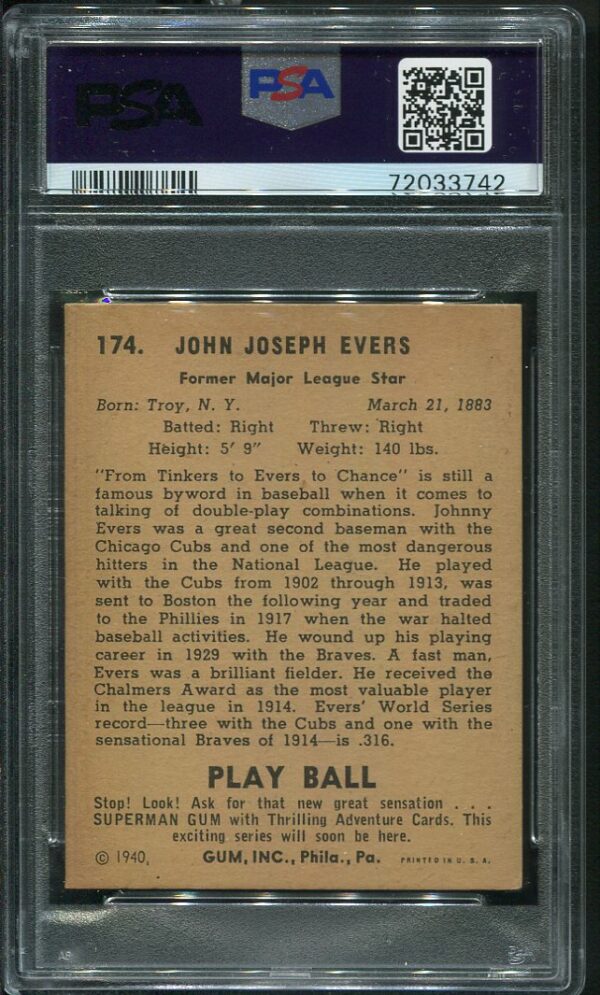 PSA
PSA
72033742
174. JOHN JOSEPH EVERS
Former Major League Star
Born: Troy, N. Y. March 21, 1883
Batted: Right Threw: Right
Height: 5' 9" Weight: 140 lbs.
"From Tinkers to Evers to Chance" is still a
famous byword in baseball when it comes to
talking of double-play combinations. Johnny
Evers was a great second baseman with the
Chicago Cubs and one of the most dangerous
hitters in the National League. He played
with the Cubs from 1902 through 1913, was
sent to Boston the following year and traded
to the Phillies in 1917 when the war halted
baseball activities. He wound up his playing
career in 1929 with the Braves. A fast man,
Evers was a brilliant fielder. He received the
Chalmers Award as the most valuable player
in the league in 1914. Evers' World Series
record—three with the Cubs and one with the
sensational Braves of 1914—is .316.
PLAY BALL
Stop! Look! Ask for that new great sensation . . .
SUPERMAN GUM with Thrilling Adventure Cards. This
exciting series will soon be here.
© 1940, GUM, INC., Phila., Pa. PRINTED IN U. S. A.